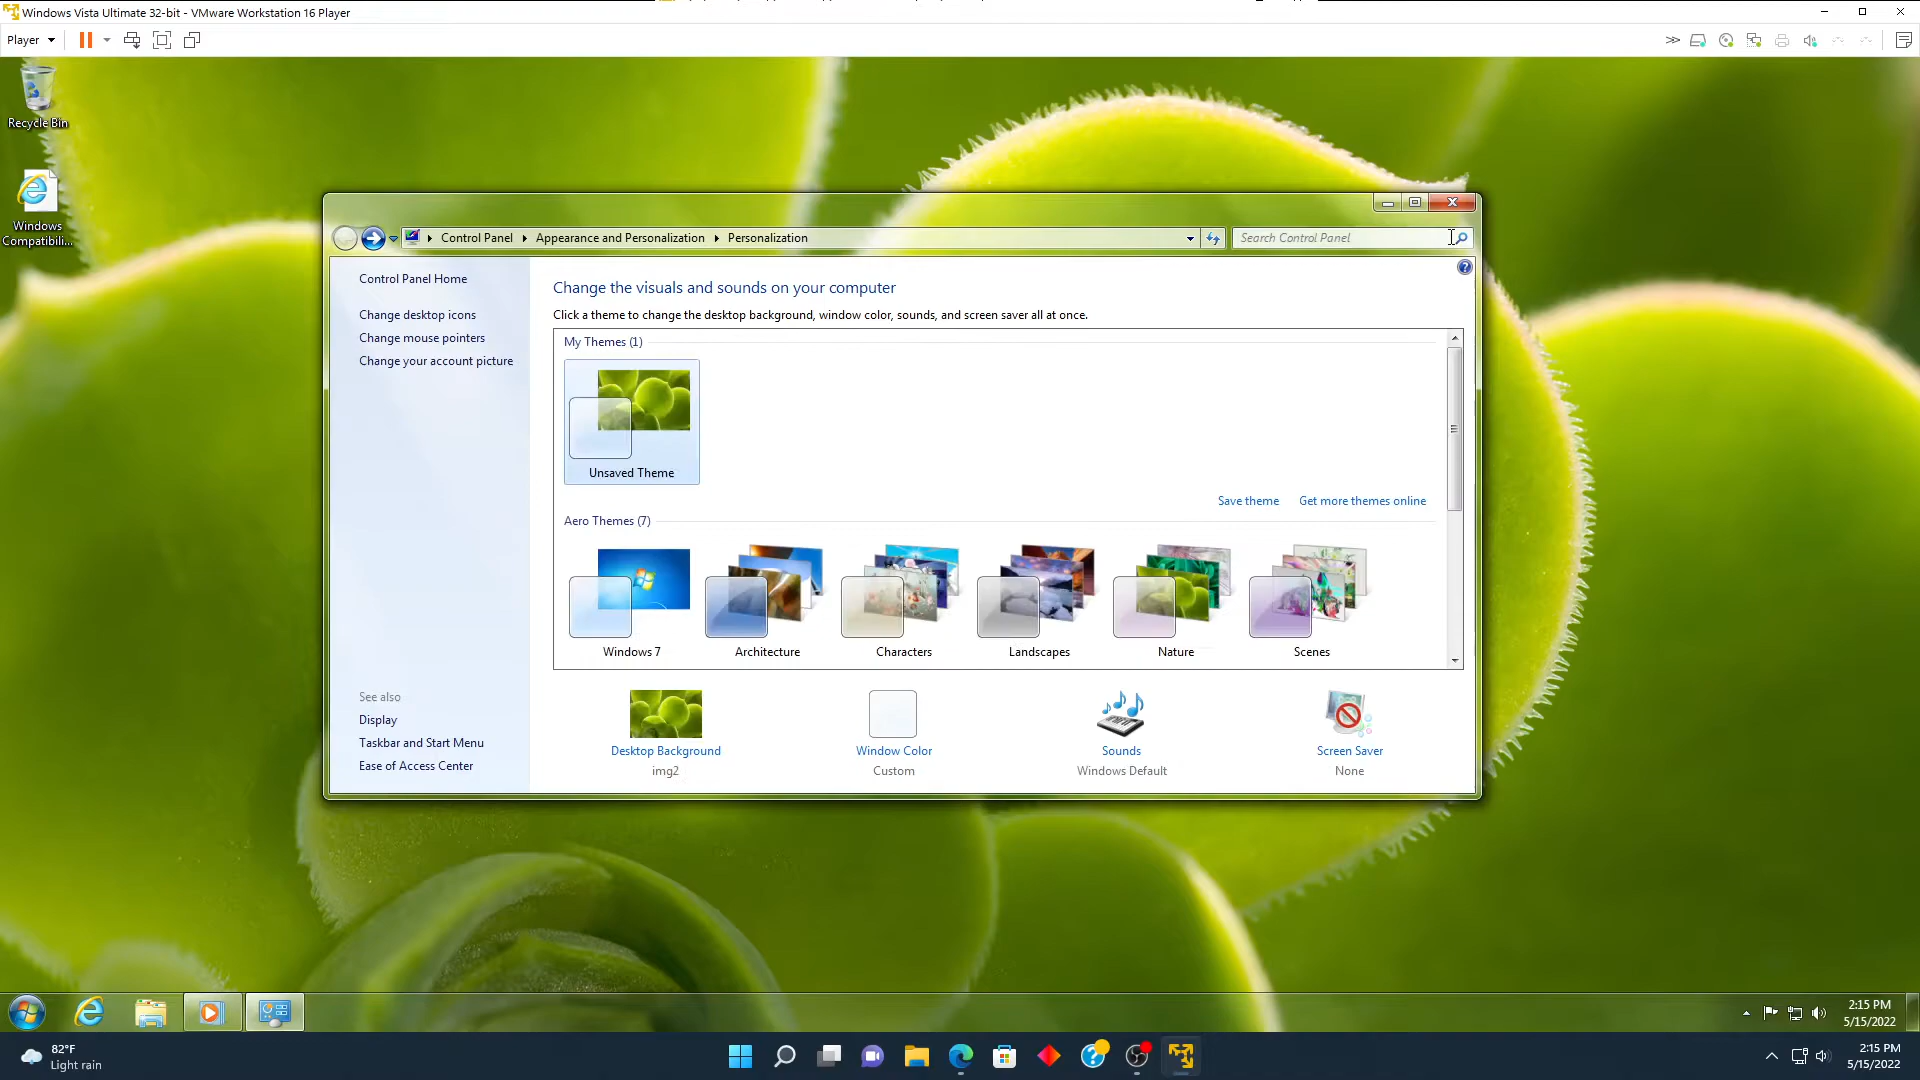 Windows Vista Ultimate 32-bit - VMware Workstation 16 Player
Player
Recycle Bin
Windows
Compatibili...
Control Panel
Appearance and Personalization
Personalization
Search Control Panel
Control Panel Home
Change desktop icons
Change mouse pointers
Change your account picture
See also
Display
Taskbar and Start Menu
Ease of Access Center
Change the visuals and sounds on your computer
Click a theme to change the desktop background, window color, sounds, and screen saver all at once.
My Themes (1)
Unsaved Theme
Save theme
Get more themes online
Aero Themes (7)
Windows 7
Architecture
Characters
Landscapes
Nature
Scenes
Desktop Background
img2
Window Color
Custom
Sounds
Windows Default
Screen Saver
None
2:15 PM
5/15/2022
82°F
Light rain
2:15 PM
5/15/2022